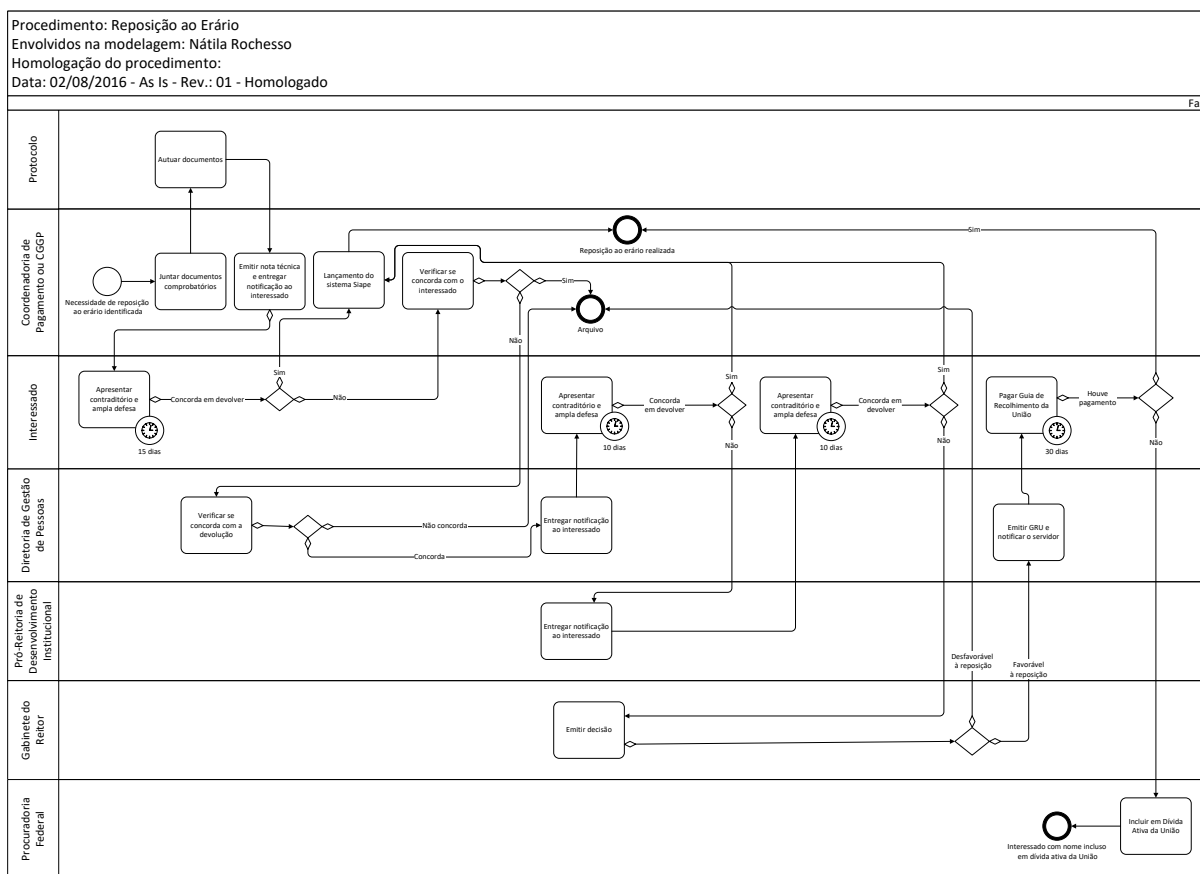 Procedimento: Reposição ao Erário
Envolvidos na modelagem: Nátila Rochesso
Homologação do procedimento:
Data: 02/08/2016 - As Is - Rev.: 01 - Homologado
Fa
Protocolo
Autuar documentos
Coordenadoria de
Pagamento ou CGGP
Necessidade de reposição
ao erário identificada
Juntar documentos
comprobatórios
Emitir nota técnica
e entregar
notificação ao
interessado
Lançamento do
sistema Siape
Verificar se
concorda com o
interessado
Sim
Não
Reposição ao erário realizada
Arquivo
Sim
Interessado
Apresentar
contraditório e
ampla defesa
15 dias
Concorda em devolver
Sim
Não
Apresentar
contraditório e
ampla defesa
10 dias
Concorda
em devolver
Sim
Não
Apresentar
contraditório e
ampla defesa
10 dias
Concorda em
devolver
Sim
Não
Pagar Guia de
Recolhimento da
União
30 dias
Houve
pagamento
Não
Não
Diretoria de Gestão
de Pessoas
Verificar se
concorda com a
devolução
Não concorda
Concorda
Entregar notificação
ao interessado
Emitir GRU e
notificar o servidor
Pró-Reitoria de
Desenvolvimento
Institucional
Entregar notificação
ao interessado
Desfavorável
à reposição
Favorável
à reposição
Gabinete do
Reitor
Emitir decisão
Procuradoria
Federal
Interessado com nome incluso
em dívida ativa da União
Incluir em Dívida
Ativa da União